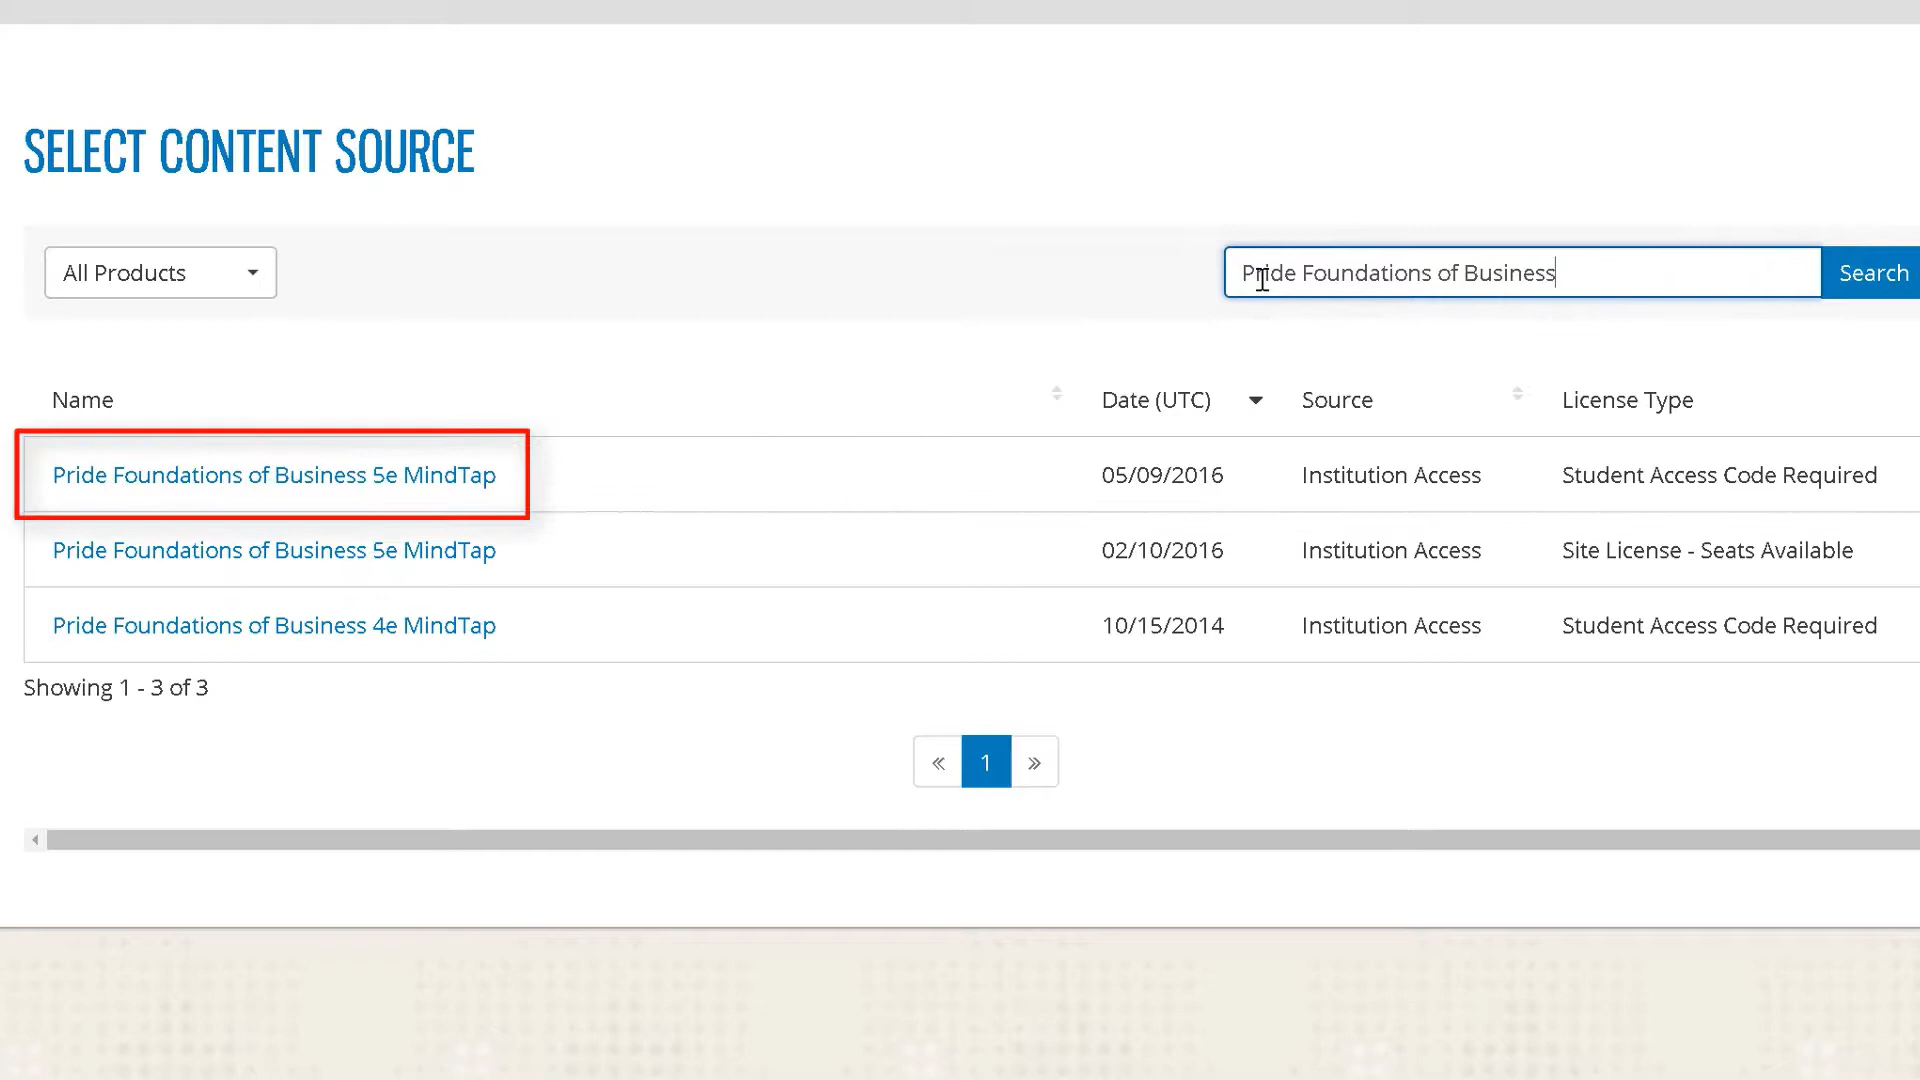 SELECT CONTENT SOURCE
All Products
Pride Foundations of Business
Search
Name Date (UTC) Source License Type
Pride Foundations of Business 5e MindTap 05/09/2016 Institution Access Student Access Code Required
Pride Foundations of Business 5e MindTap 02/10/2016 Institution Access Site License - Seats Available
Pride Foundations of Business 4e MindTap 10/15/2014 Institution Access Student Access Code Required
Showing 1 - 3 of 3
« 1 »